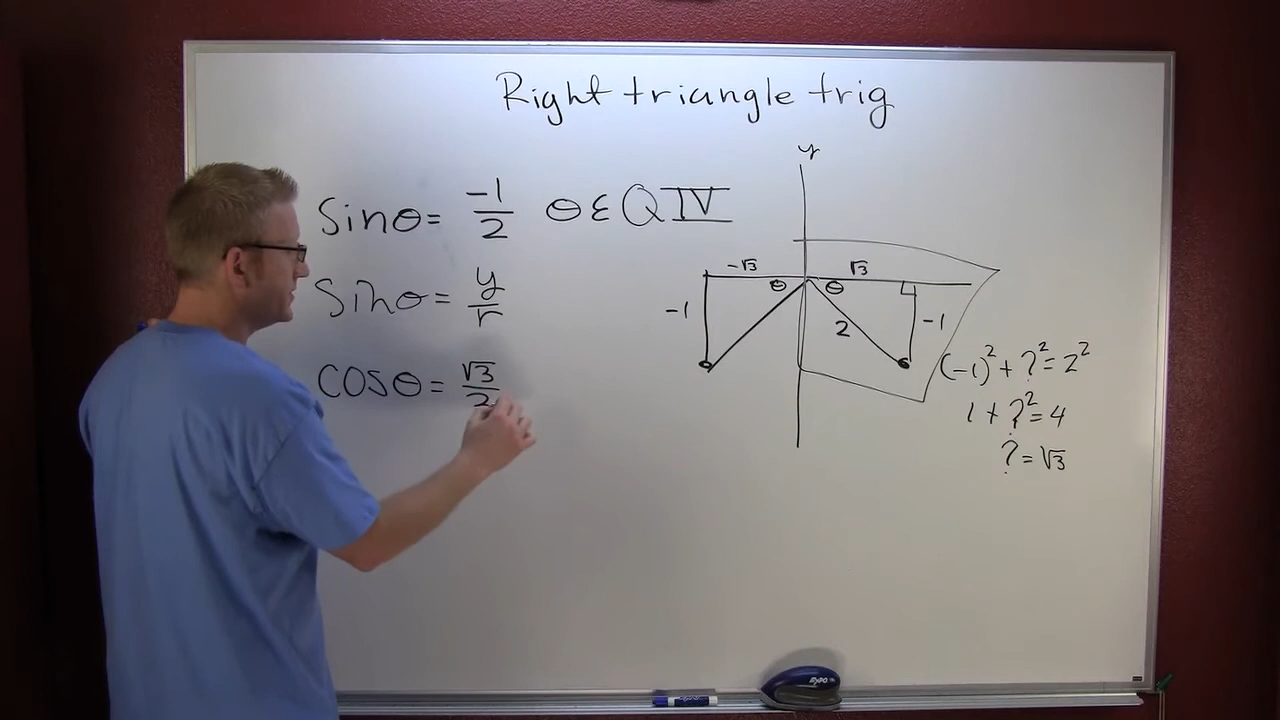 Right triangle trig
sinθ = -1/2 θ ε Q IV
sinθ = y/r
cosθ = √3/2
y
-√3 √3
θ θ
-1 2 -1
(-1)² + ?² = 2²
1 + ?² = 4
? = √3
EXPO